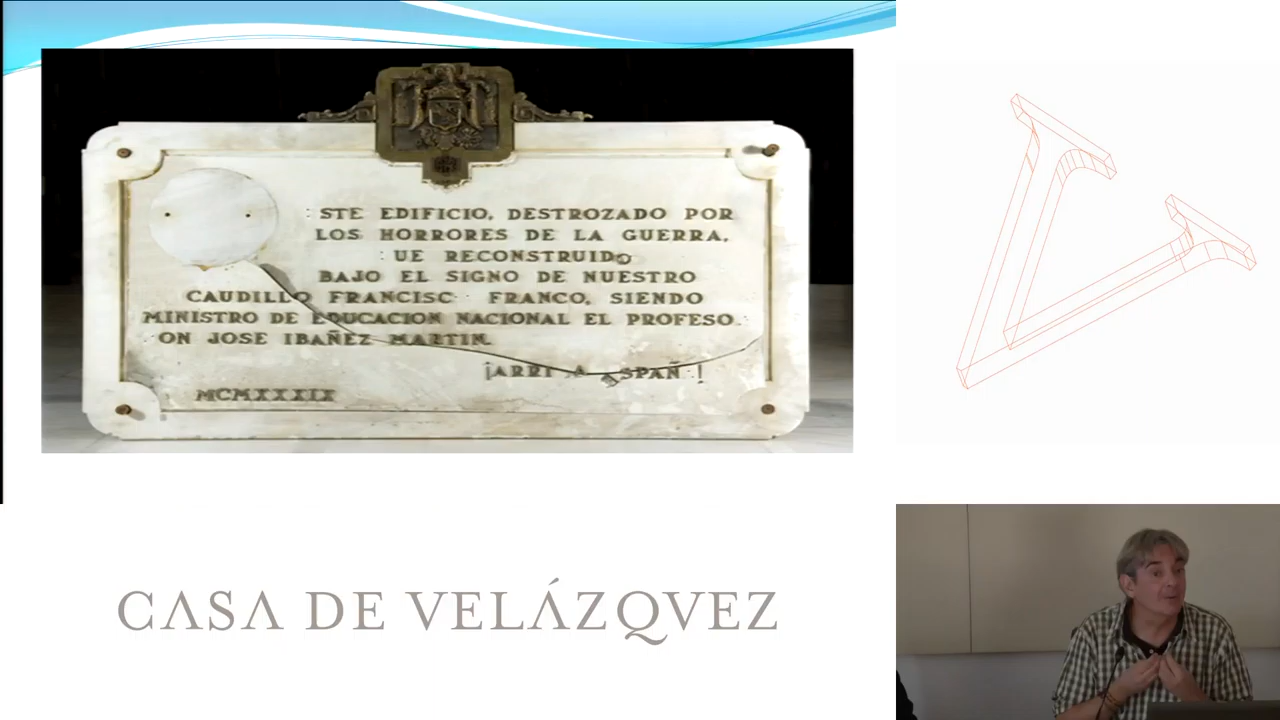 :STE EDIFICIO, DESTROZADO POR
LOS HORRORES DE LA GUERRA,
UE RECONSTRUIDO
BAJO EL SIGNO DE NUESTRO
CAUDILLO FRANCISC FRANCO, SIENDO
MINISTRO DE EDUCACION NACIONAL EL PROFESO
ON JOSE IBAÑEZ MARTIN.
¡ARRI A SPAÑ !
MCMXXXIX
CASA DE VELÁZQVEZ